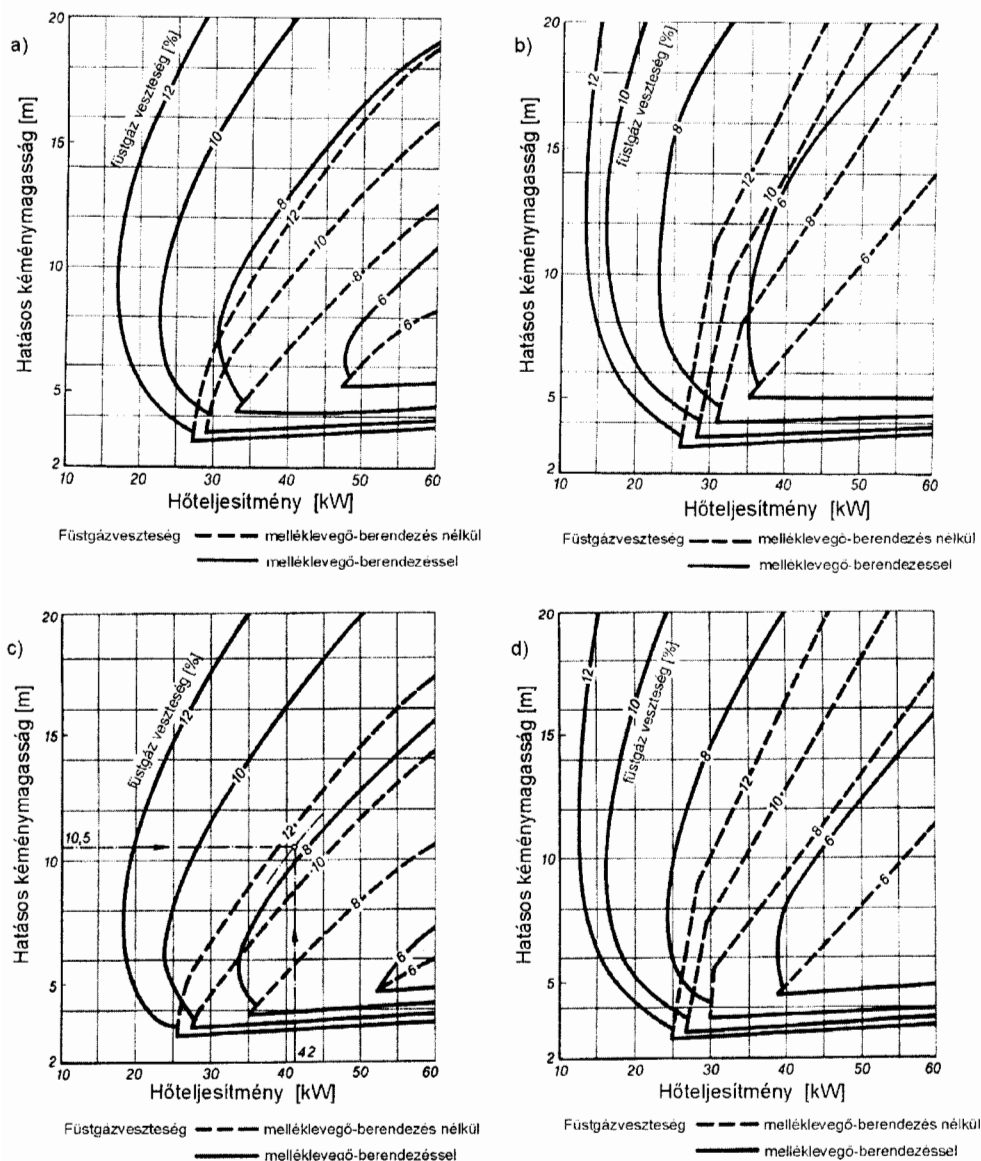 a)
Hatásos kéménymagasság [m]
20
15
10
5
2
füstgáz veszteség [%]
12
10
8
12
10
8
6
6
10 20 30 40 50 60
Hőteljesítmény [kW]
Füstgázveszteség melléklevegő-berendezés nélkül
melléklevegő-berendezéssel
b)
Hatásos kéménymagasság [m]
20
15
10
5
2
12
10
füstgáz veszteség [%]
8
12
10
6
8
6
10 20 30 40 50 60
Hőteljesítmény [kW]
Füstgázveszteség melléklevegő-berendezés nélkül
melléklevegő-berendezéssel
c)
Hatásos kéménymagasság [m]
20
15
10,5
10
5
2
füstgáz veszteség [%]
12
10
12
8
10
8
6
6
42
10 20 30 40 50 60
Hőteljesítmény [kW]
Füstgázveszteség melléklevegő-berendezés nélkül
melléklevegő-berendezéssel
d)
Hatásos kéménymagasság [m]
20
15
10
5
2
12
10
füstgáz veszteség [%]
8
12
10
8
6
6
10 20 30 40 50 60
Hőteljesítmény [kW]
Füstgázveszteség melléklevegő-berendezés nélkül
melléklevegő-berendezéssel